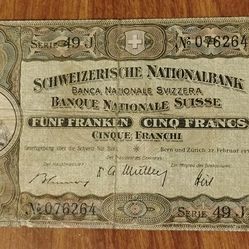 SERIE 49 J
№ 076264
SCHWEIZERISCHE NATIONALBANK
BANCA NAZIONALE SVIZZERA
BANQUE NATIONALE SUISSE
FÜNF FRANKEN CINQ FRANCS
CINQUE FRANCHI
Bern und Zürich 22. Februar
№ 076264
SERIE 49 J